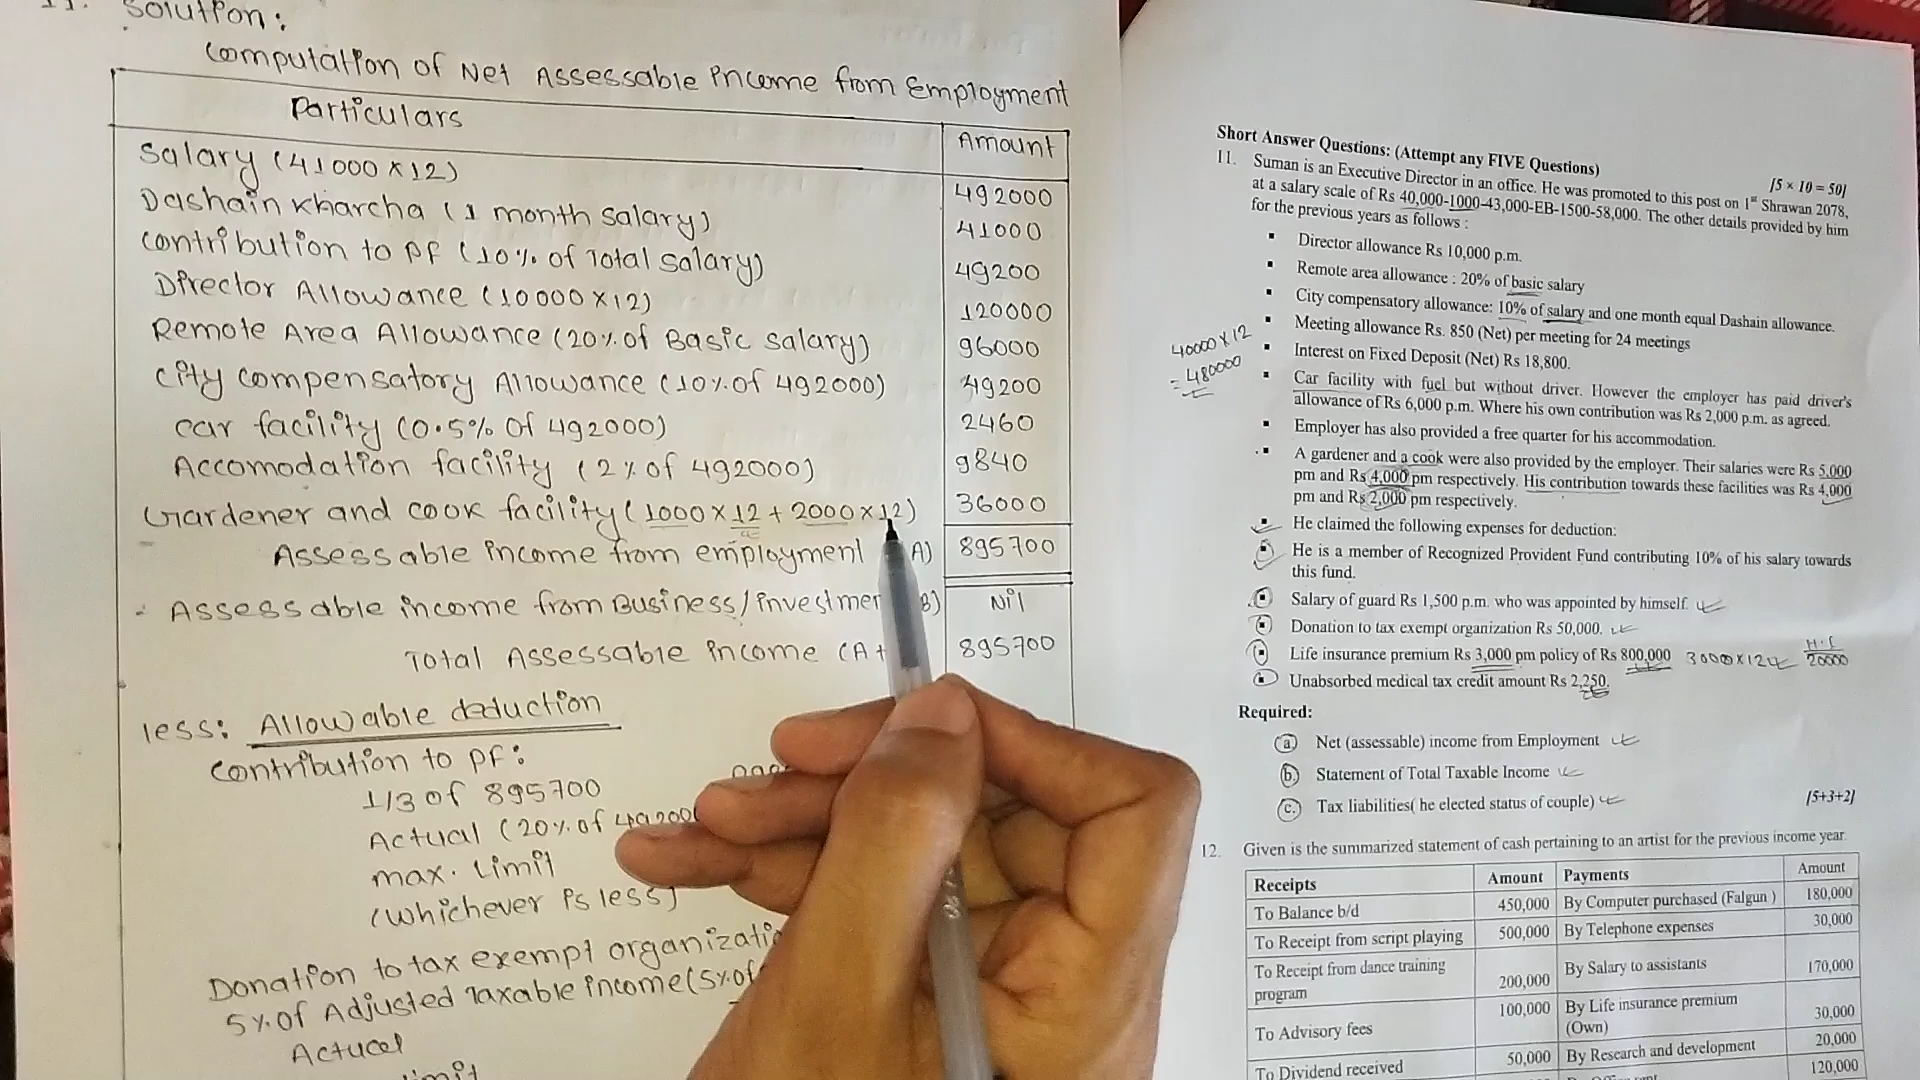 Solution:
Computation of Net Assessable Income from Employment
Particulars
Amount
Salary (41000×12)
492000
Dashain kharcha (1 month salary)
41000
Contribution to PF (10% of Total salary)
49200
Director Allowance (10000×12)
120000
Remote Area Allowance (20% of Basic salary)
96000
City compensatory Allowance (10% of 492000)
49200
Car facility (0.5% of 492000)
2460
Accomodation facility (2% of 492000)
9840
Gardener and cook facility (1000×12 + 2000×12)
36000
Assessable income from employment A)
895700
Assessable income from Business/investmen B)
Nil
Total Assessable income (A+
895700
less: Allowable deduction
Contribution to PF:
1/3 of 895700
Actual (20% of 492000
max. limit
(whichever is less)
Donation to tax exempt organizatio
5% of Adjusted Taxable income (5% of
Actual
limit
Short Answer Questions: (Attempt any FIVE Questions)
[5 × 10 = 50]
11. Suman is an Executive Director in an office. He was promoted to this post on 1st Shrawan 2078,
at a salary scale of Rs 40,000-1000-43,000-EB-1500-58,000. The other details provided by him
for the previous years as follows :
▪ Director allowance Rs 10,000 p.m.
▪ Remote area allowance : 20% of basic salary
▪ City compensatory allowance: 10% of salary and one month equal Dashain allowance.
▪ Meeting allowance Rs. 850 (Net) per meeting for 24 meetings
▪ Interest on Fixed Deposit (Net) Rs 18,800.
40000×12
=480000
▪ Car facility with fuel but without driver. However the employer has paid driver's
allowance of Rs 6,000 p.m. Where his own contribution was Rs 2,000 p.m. as agreed.
▪ Employer has also provided a free quarter for his accommodation.
▪ A gardener and a cook were also provided by the employer. Their salaries were Rs 5,000
pm and Rs 4,000 pm respectively. His contribution towards these facilities was Rs 4,000
pm and Rs 2,000 pm respectively.
▪ He claimed the following expenses for deduction:
▪ He is a member of Recognized Provident Fund contributing 10% of his salary towards
this fund.
▪ Salary of guard Rs 1,500 p.m. who was appointed by himself.
▪ Donation to tax exempt organization Rs 50,000.
▪ Life insurance premium Rs 3,000 pm policy of Rs 800,000 3000×12 H.I 20000
▪ Unabsorbed medical tax credit amount Rs 2,250.
Required:
(a) Net (assessable) income from Employment
(b) Statement of Total Taxable Income
(c) Tax liabilities( he elected status of couple)
[5+3+2]
12. Given is the summarized statement of cash pertaining to an artist for the previous income year.
Receipts Amount Payments Amount
To Balance b/d 450,000 By Computer purchased (Falgun ) 180,000
To Receipt from script playing 500,000 By Telephone expenses 30,000
To Receipt from dance training program 200,000 By Salary to assistants 170,000
To Advisory fees 100,000 By Life insurance premium (Own) 30,000
To Dividend received 50,000 By Research and development 20,000
120,000